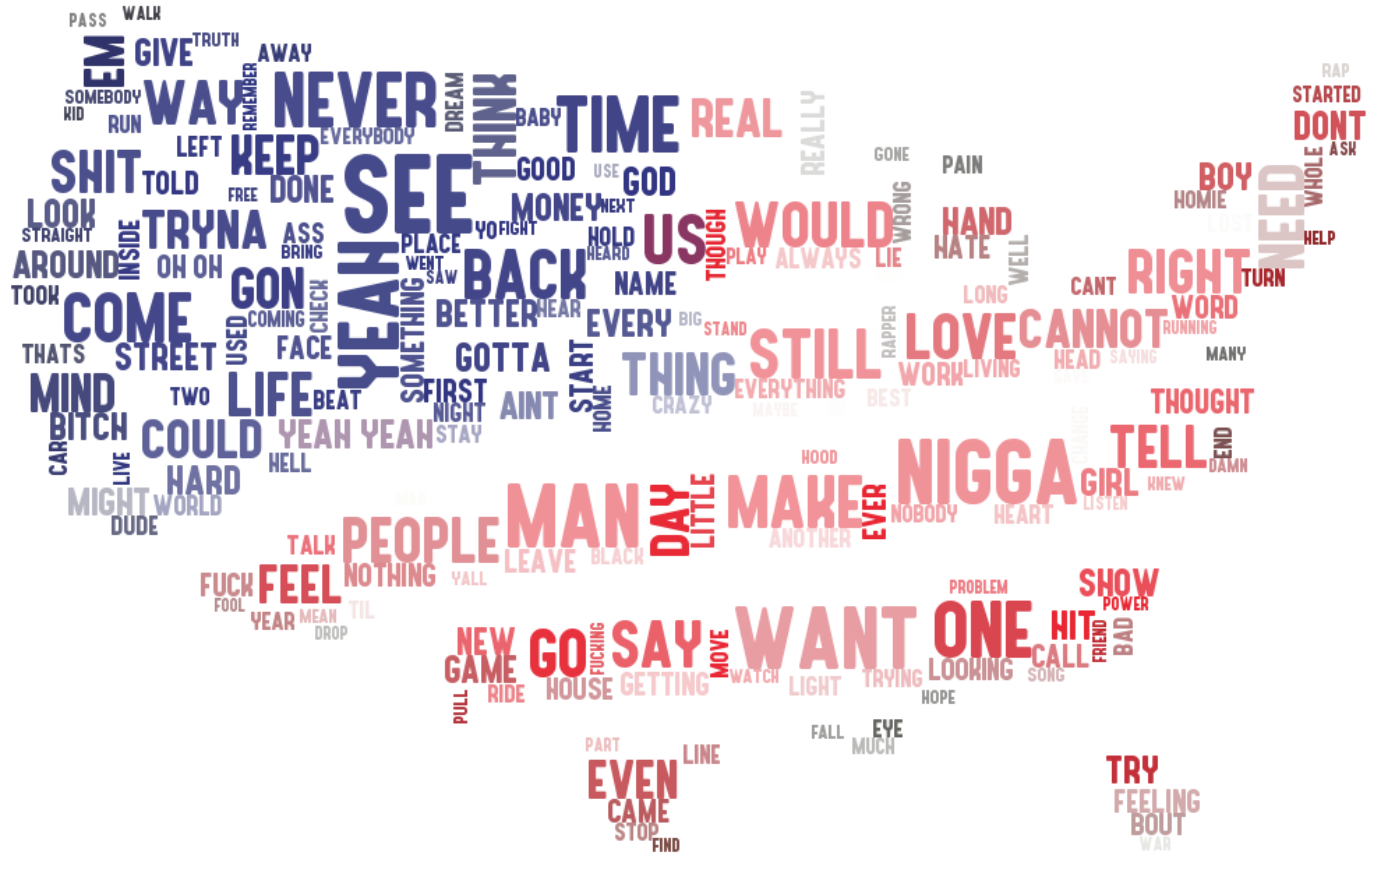 PASS
WALK
EM
GIVE
TRUTH
AWAY
SOMEBODY
KID
WAY
REMEMBER
NEVER
DREAM
THINK
BABY
TIME
REAL
REALLY
RUN
EVERYBODY
LEFT
KEEP
SHIT
TOLD
FREE
DONE
SEE
GOOD
USE
GOD
GONE
PAIN
RAP
STARTED
DONT
WHOLE
ASK
BOY
HOMIE
NEED
LOST
HELP
LOOK
STRAIGHT
INSIDE
TRYNA
ASS
BRING
PLACE
YO
FIGHT
MONEY
NEXT
HOLD
HEARD
US
THOUGH
WOULD
WRONG
HAND
HATE
WELL
PLAY
ALWAYS
LIE
AROUND
OH OH
WENT
SAW
BACK
NAME
RIGHT
TURN
TOOK
GON
CHECK
YEAH
SOMETHING
COME
USED
COMING
BETTER
HEAR
EVERY
BIG
STAND
STILL
RAPPER
LONG
CANT
WORD
RUNNING
LOVE
CANNOT
THATS
STREET
FACE
GOTTA
START
THING
WORK
LIVING
HEAD
SAYING
MANY
MIND
TWO
LIFE
BEAT
FIRST
NIGHT
AINT
HOME
CRAZY
EVERYTHING
MAYBE
BEST
THOUGHT
BITCH
CAR
LIVE
COULD
YEAH YEAH
STAY
HELL
CHANGE
TELL
END
DAMN
HARD
MIGHT
WORLD
DUDE
HOOD
NIGGA
GIRL
KNEW
LISTEN
NOBODY
HEART
MAN
DAY
LITTLE
MAKE
EVER
ANOTHER
TALK
PEOPLE
LEAVE
BLACK
FUCK
FOOL
FEEL
NOTHING
YALL
YEAR
MEAN
TIL
DROP
PROBLEM
SHOW
POWER
NEW
GAME
GO
FUCKING
SAY
MOVE
WANT
ONE
HIT
FRIEND
BAD
PULL
RIDE
HOUSE
GETTING
WATCH
LIGHT
TRYING
LOOKING
CALL
SONG
HOPE
FALL
EYE
MUCH
PART
LINE
EVEN
CAME
STOP
FIND
TRY
FEELING
BOUT
WAR